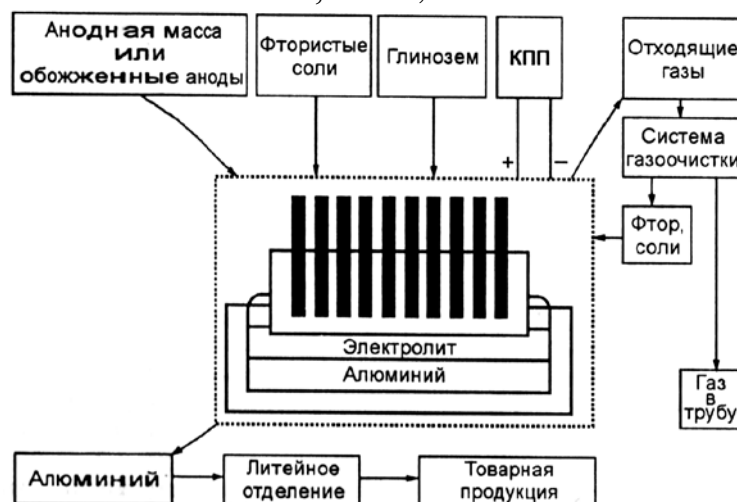 Анодная масса
или
обожженные аноды
Фтористые
соли
Глинозем
КПП
Отходящие
газы
+
–
Система
газоочистки
Фтор,
соли
Электролит
Алюминий
Газ
в
трубу
Алюминий
Литейное
отделение
Товарная
продукция